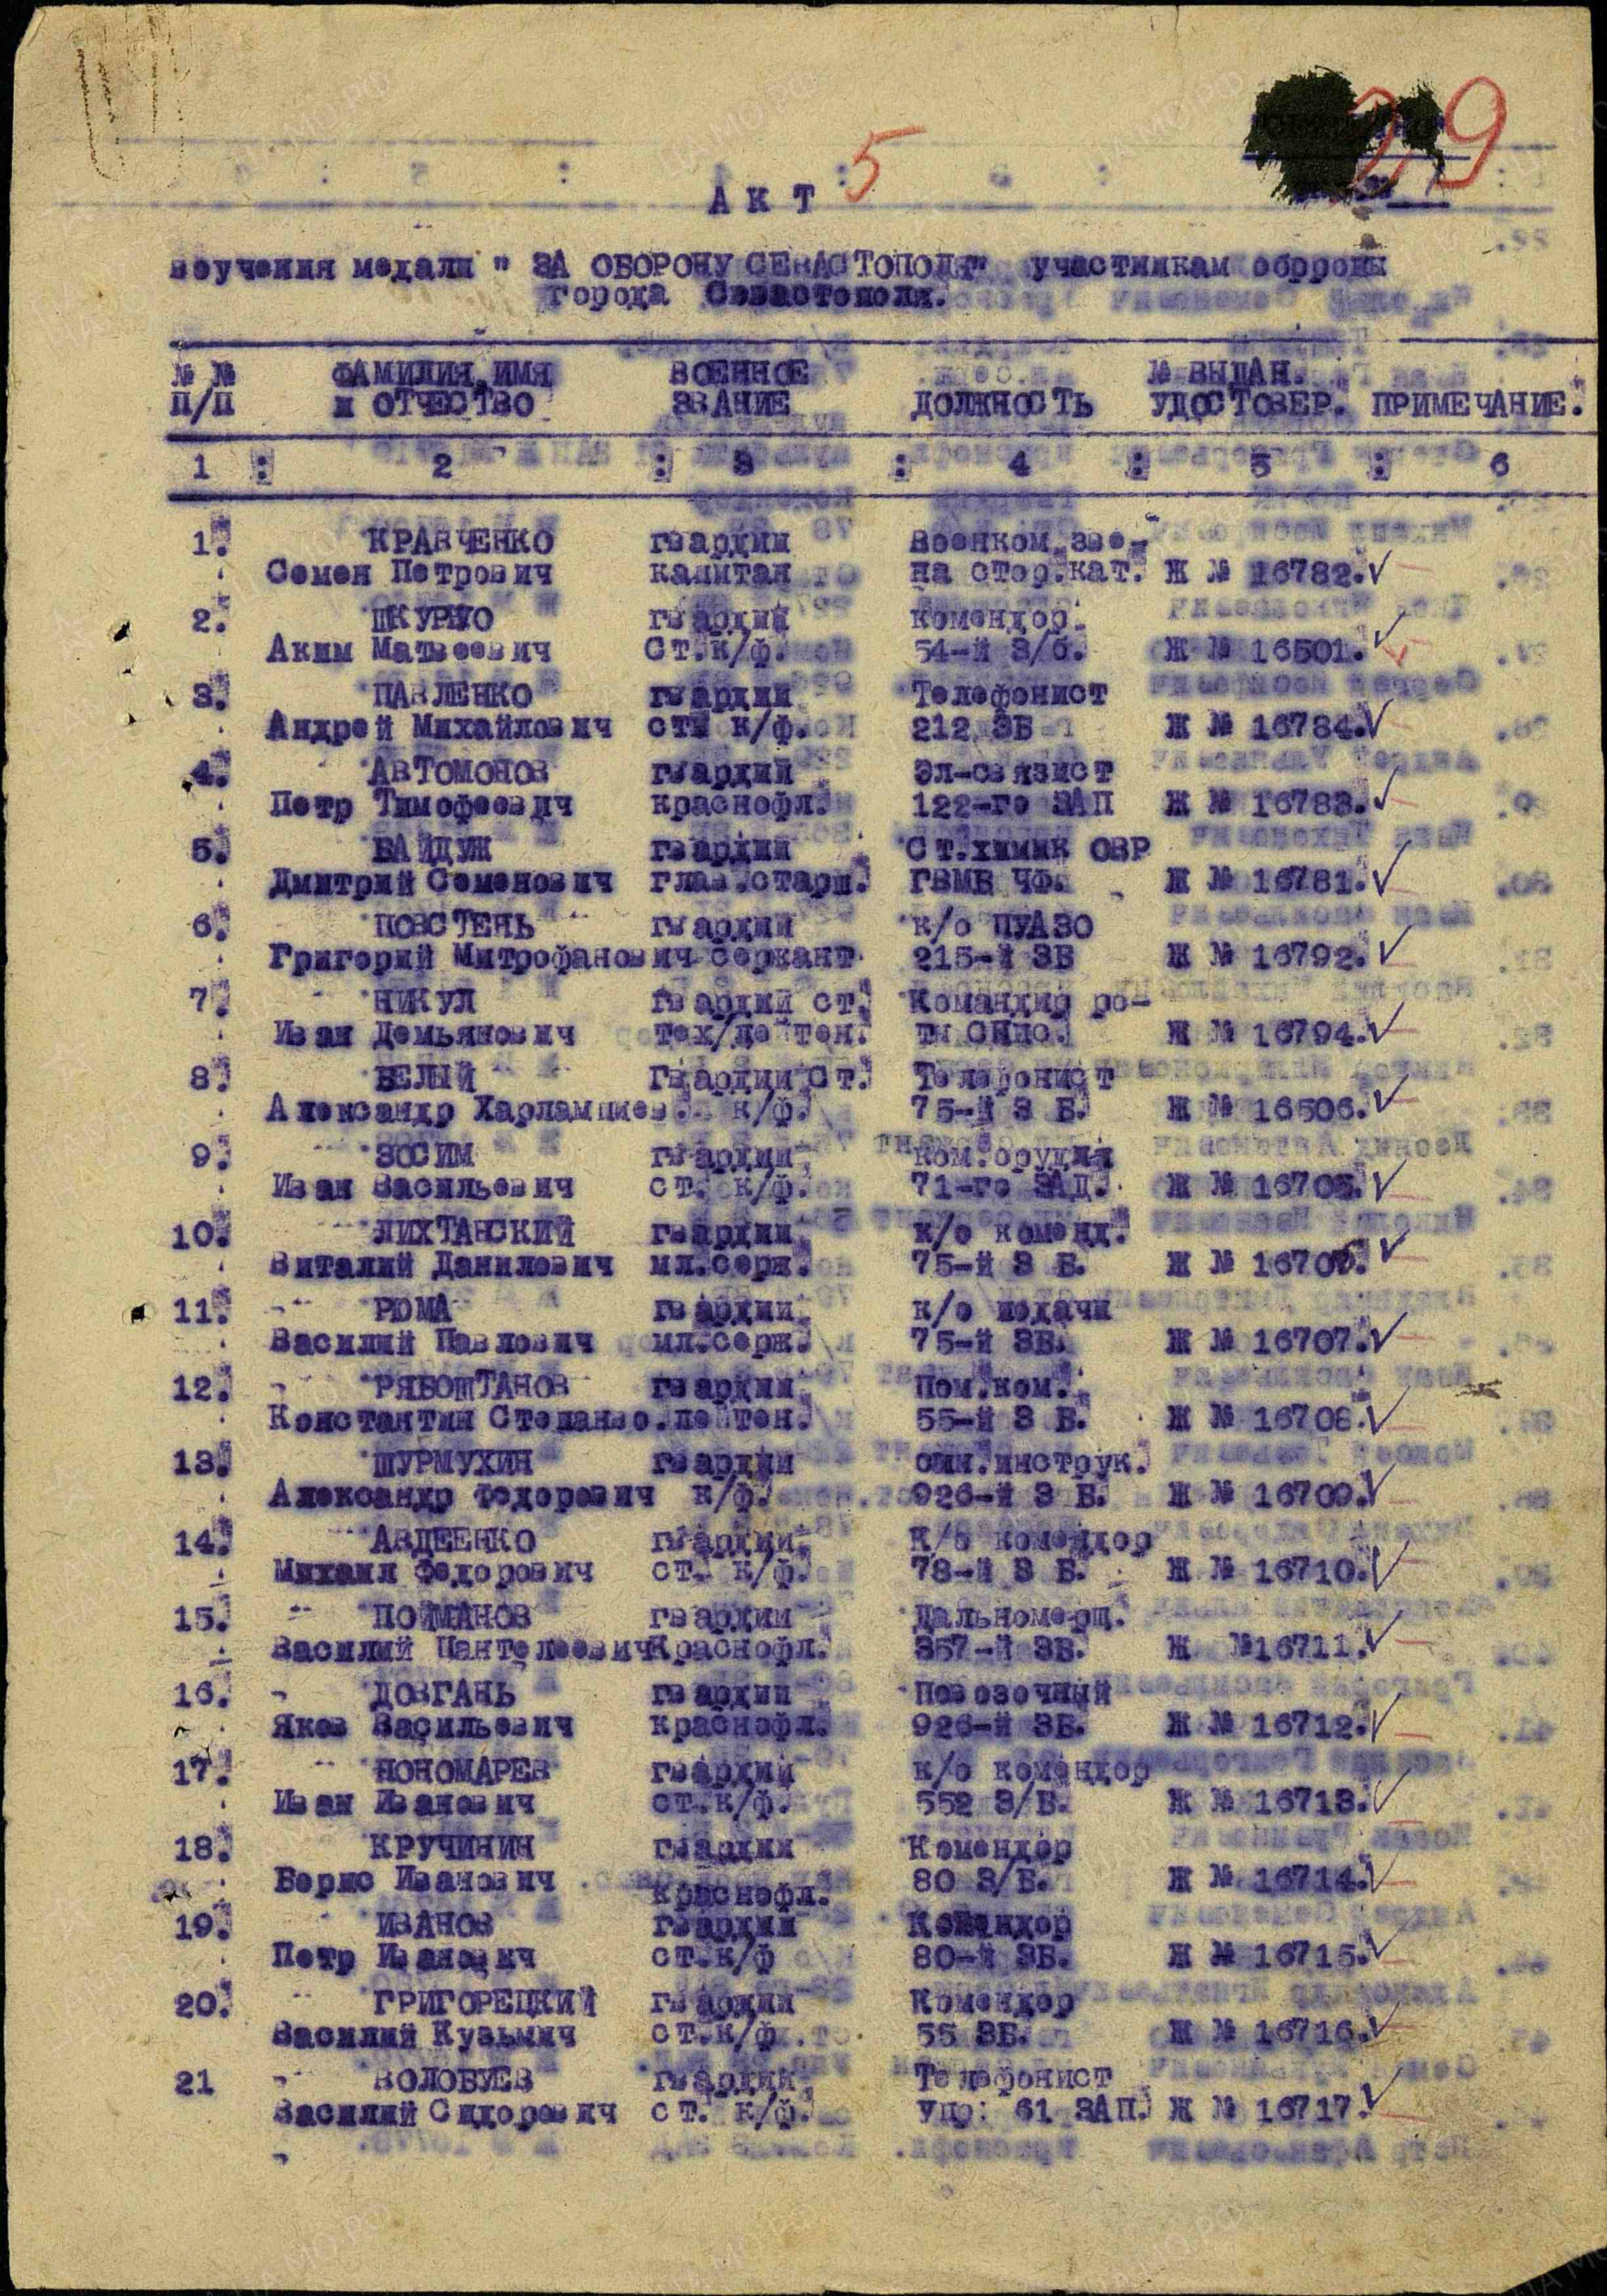 29
А К Т 5
вручения медали " ЗА ОБОРОНУ СЕВАСТОПОЛЯ" участникам обороны
города Севастополя.
№ № ФАМИЛИЯ, ИМЯ ВОЕННОЕ № ВЫДАН.
П/П и ОТЧЕСТВО ЗВАНИЕ ДОЛЖНОСТЬ УДОСТОВЕР. ПРИМЕЧАНИЕ.
1 : 2 : 3 : 4 : 5 : 6
1. КРАВЧЕНКО гвардии Военком.зве-
Семен Петрович капитан на стор.кат. Ж № 16782.
2. гвардии комендор.
Аким Матвеевич Ст.к/ф. 54-й З/б. Ж № 16501.
3. ПАВЛЕНКО гвардии Телефонист
Андрей Михайлович к/ф. 212 ЗБ Ж № 16784.
4. АВТОМОНОВ гвардии Эл-связист
Петр Тимофеевич краснофл. 122-го ЗАП Ж № 16783.
5. БАЙДУЖ гвардии Ст.химик ОВР
Дмитрий Семенович глав.старш. ГВМБ ЧФ. Ж № 16781.
6. ПОВСТЕНЬ гвардии к/о ПУАЗО
Григорий Митрофанович сержант 215-й ЗБ Ж № 16792.
7. НИКУЛ гвардии ст. Командир ро-
Иван Демьянович тех/лейтен. ты СНиС. Ж № 16794.
8. БЕЛЫЙ Гвардии Ст. Телефонист
Александр Харлампиев. к/ф. 75-й З Б. Ж № 16506.
9. ЗОСИМ гвардии ком.орудия
Иван Васильевич ст. к/ф. 71-го ЗАД. Ж № 16705.
10. ЛИХТАНСКИЙ гвардии к/о команд.
Виталий Данилович мл.серж. 75-й З Б. Ж № 16706.
11. РЮМА гвардии к/о подачи
Василий Павлович мл.серж. 75-й ЗБ. Ж № 16707.
12. РЯБОШТАНОВ гвардии Пом.ком.
Константин Степанво.лейтен. 55-й З Б. Ж № 16708.
13. ШУРМУХИН гвардии сан.инструк.
Александр Федорович к/ф. 926-й З Б. Ж № 16709.
14. АВДЕЕНКО гвардии К/о комендор
Михаил Федорович ст. к/ф. 78-й З Б. Ж № 16710.
15. ПОЙМАНОВ гвардии Дальномерщ.
Василий ПантелеевичКраснофл. 357-й ЗБ. Ж №16711.
16. ДОВГАНЬ гвардии Повозочный
Яков Васильевич краснофл. 926-й ЗБ. Ж № 16712.
17. ПОНОМАРЕВ гвардии к/о комендор
Иван Иванович ст.к/ф. 552 З/Б. Ж № 16713.
18. КРУЧИНИН гвардии Комендор
Борис Иванович краснофл. 80 З/Б. Ж № 16714.
19. ИВАНОВ гвардии Комендор
Петр Иванович ст.к/ф 80-й ЗБ. Ж № 16715.
20. ГРИГОРЕЦКИЙ гвардии Комендор
Василий Кузьмич ст.к/ф. 55 ЗБ. Ж № 16716.
21 ВОЛОБУЕВ гвардии Телефонист
Василий Сидорович ст. к/ф. упр: 61 ЗАП. Ж № 16717.